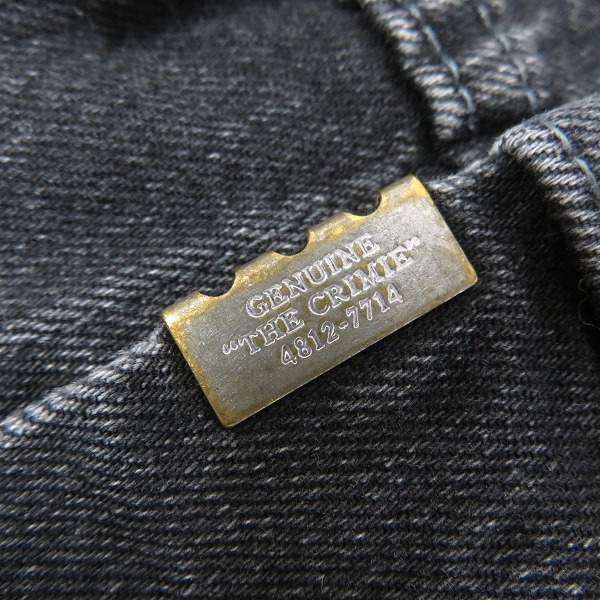 GENUINE
“THE CRIMIE”
4812-7714